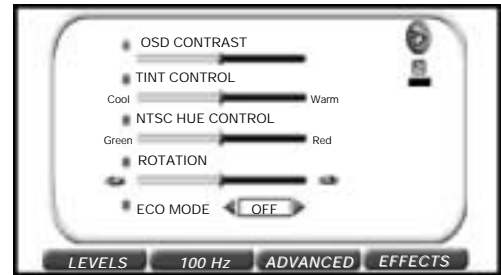 OSD CONTRAST
TINT CONTROL
Cool Warm
NTSC HUE CONTROL
Green Red
ROTATION
ECO MODE OFF
LEVELS 100 Hz ADVANCED EFFECTS